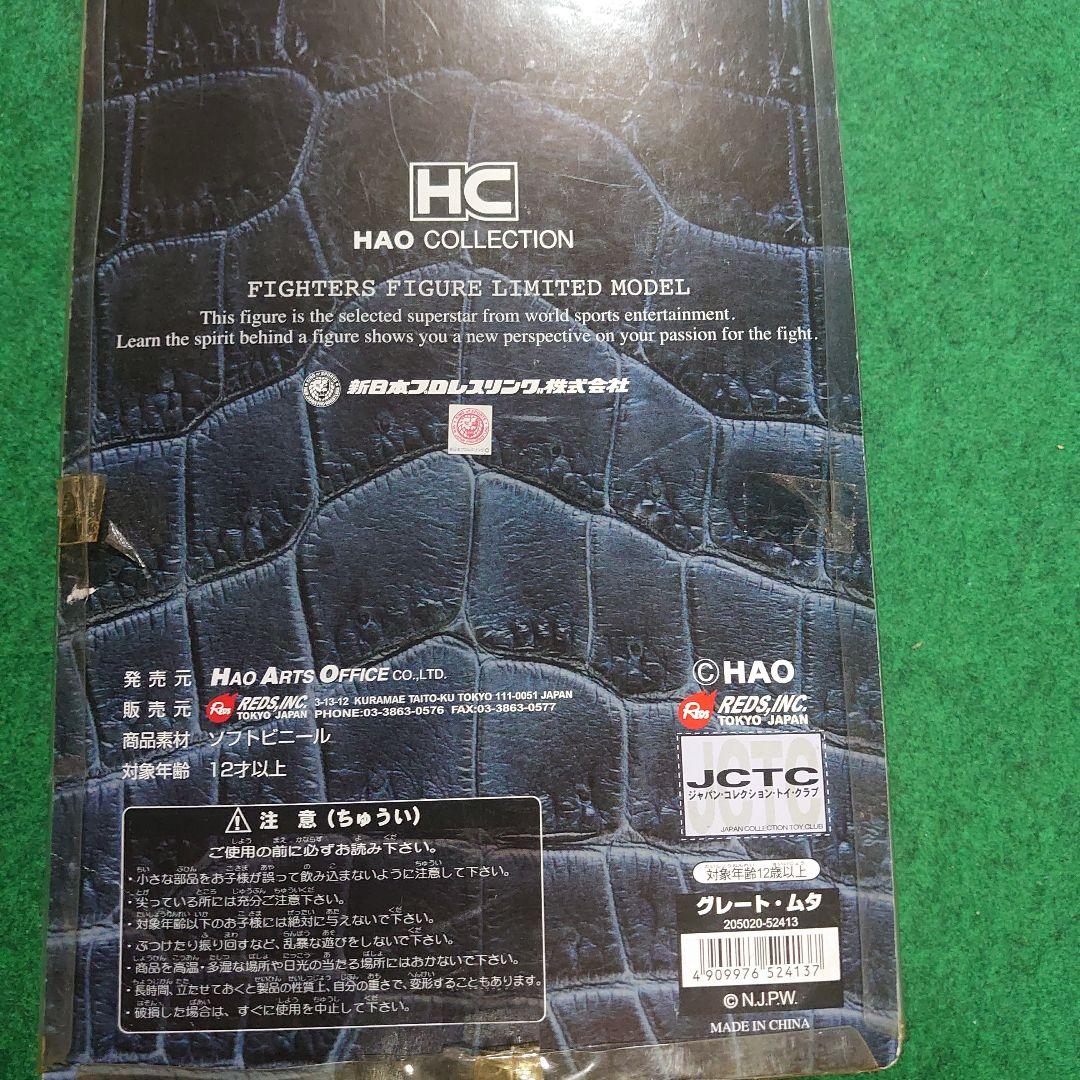 HC
HAO COLLECTION
FIGHTERS FIGURE LIMITED MODEL
This figure is the selected superstar from world sports entertainment.
Learn the spirit behind a figure shows you a new perspective on your passion for the fight.
新日本プロレスリング株式会社
発売元 HAO ARTS OFFICE CO.,LTD.
販売元 REDS REDS,INC. TOKYO JAPAN 3-13-12 KURAMAE TAITO-KU TOKYO 111-0051 JAPAN
PHONE:03-3863-0576 FAX:03-3863-0577
商品素材 ソフトビニール
対象年齢 12才以上
注意(ちゅうい)
ご使用の前に必ずお読み下さい。
・小さな部品をお子様が誤って飲み込まないように注意して下さい。
・尖っている所には充分ご注意下さい。
・対象年齢以下のお子様には絶対に与えないで下さい。
・ぶつけたり振り回すなど、乱暴な遊びをしないで下さい。
・商品を高温・多湿な場所や日光の当たる場所にはおかないで下さい。
・長時間、立たせておくと製品の性質上、自分の重さで、変形することもあります。
・破損した場合は、すぐに使用を中止して下さい。
©HAO
REDS REDS,INC.
TOKYO JAPAN
JCTC
ジャパン・コレクション・トイ・クラブ
JAPAN COLLECTION TOY CLUB
対象年齢12歳以上
グレート・ムタ
205020-52413
4 909976 524137
© N.J.P.W.
MADE IN CHINA